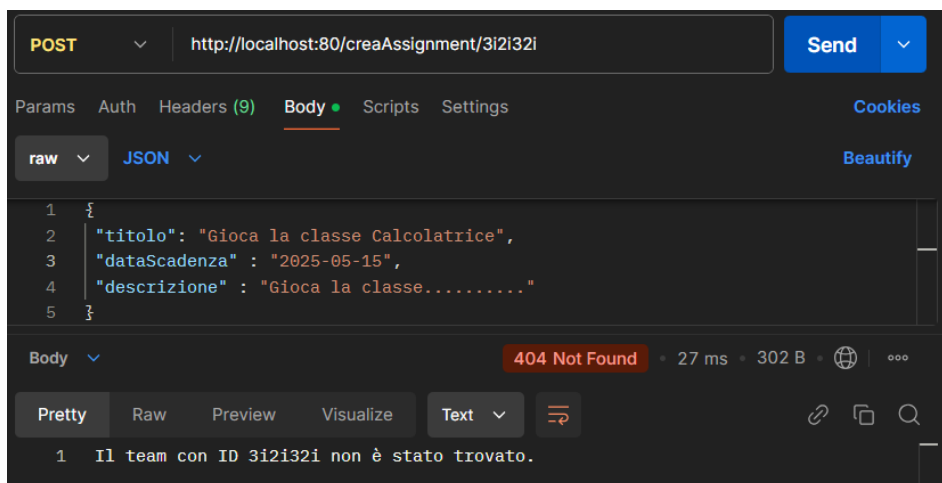 POST http://localhost:80/creaAssignment/3i2i32i Send
Params Auth Headers (9) Body Scripts Settings Cookies
raw JSON Beautify
1 {
2 "titolo": "Gioca la classe Calcolatrice",
3 "dataScadenza" : "2025-05-15",
4 "descrizione" : "Gioca la classe.........."
5 }
Body 404 Not Found 27 ms 302 B
Pretty Raw Preview Visualize Text
1 Il team con ID 3i2i32i non è stato trovato.